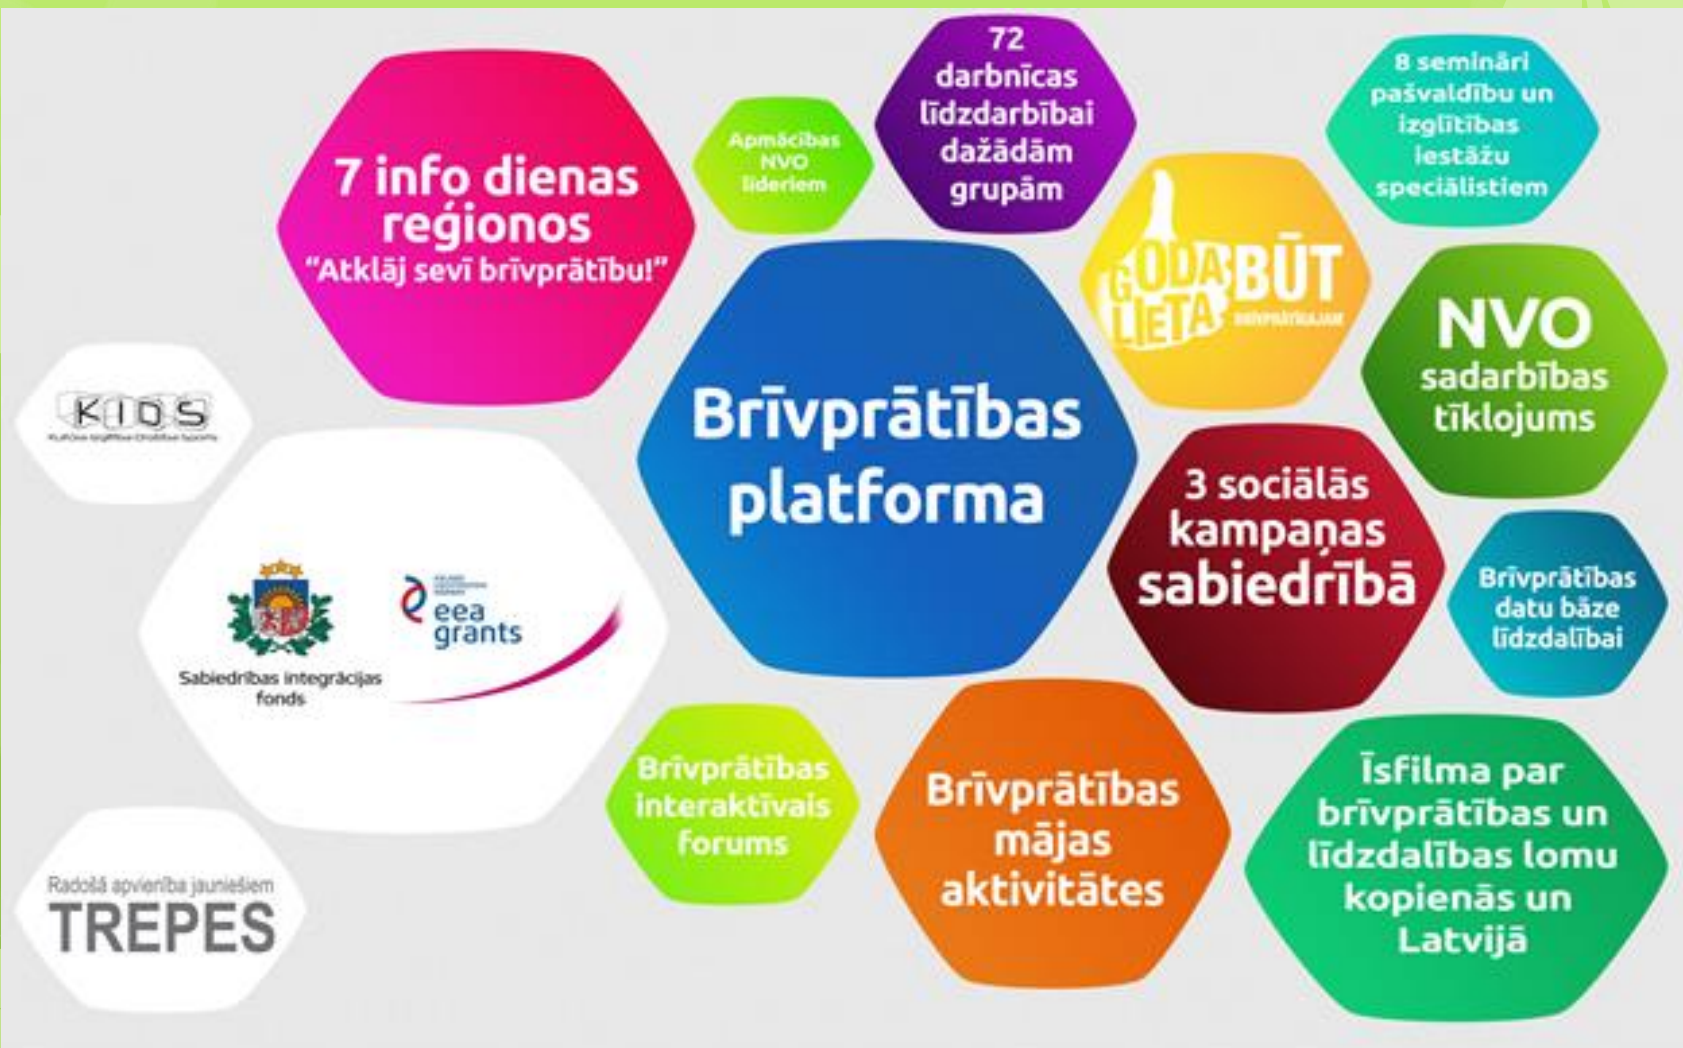 7 info dienas
reģionos
“Atklāj sevī brīvprātību!”
Apmācības
NVO
līderiem
72
darbnīcas
līdzdarbībai
dažādām
grupām
8 semināri
pašvaldību un
izglītības
iestāžu
speciālistiem
GODA
LIETA
BŪT
BRĪVPRĀTĪGAJAM
NVO
sadarbības
tīklojums
Brīvprātības
platforma
3 sociālās
kampaņas
sabiedrībā
Brīvprātības
datu bāze
līdzdalībai
KIDS
eea
grants
Sabiedrības integrācijas
fonds
Brīvprātības
interaktīvais
forums
Brīvprātības
mājas
aktivitātes
Īsfilma par
brīvprātības un
līdzdalības lomu
kopienās un
Latvijā
Radošā apvienība jauniešiem
TREPES